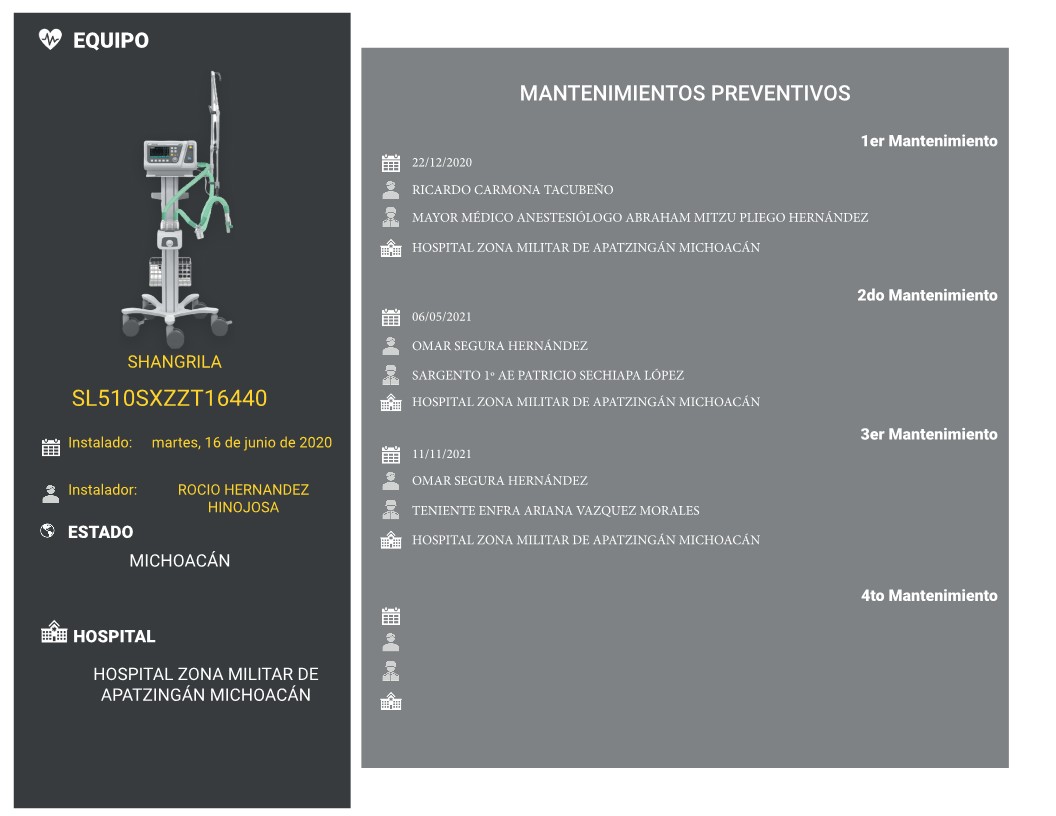 EQUIPO
SHANGRILA
SL510SXZZT16440
Instalado: martes, 16 de junio de 2020
Instalador: ROCIO HERNANDEZ
HINOJOSA
ESTADO
MICHOACÁN
HOSPITAL
HOSPITAL ZONA MILITAR DE
APATZINGÁN MICHOACÁN
MANTENIMIENTOS PREVENTIVOS
1er Mantenimiento
22/12/2020
RICARDO CARMONA TACUBEÑO
MAYOR MÉDICO ANESTESIÓLOGO ABRAHAM MITZU PLIEGO HERNÁNDEZ
HOSPITAL ZONA MILITAR DE APATZINGÁN MICHOACÁN
2do Mantenimiento
06/05/2021
OMAR SEGURA HERNÁNDEZ
SARGENTO 1º AE PATRICIO SECHIAPA LÓPEZ
HOSPITAL ZONA MILITAR DE APATZINGÁN MICHOACÁN
3er Mantenimiento
11/11/2021
OMAR SEGURA HERNÁNDEZ
TENIENTE ENFRA ARIANA VAZQUEZ MORALES
HOSPITAL ZONA MILITAR DE APATZINGÁN MICHOACÁN
4to Mantenimiento